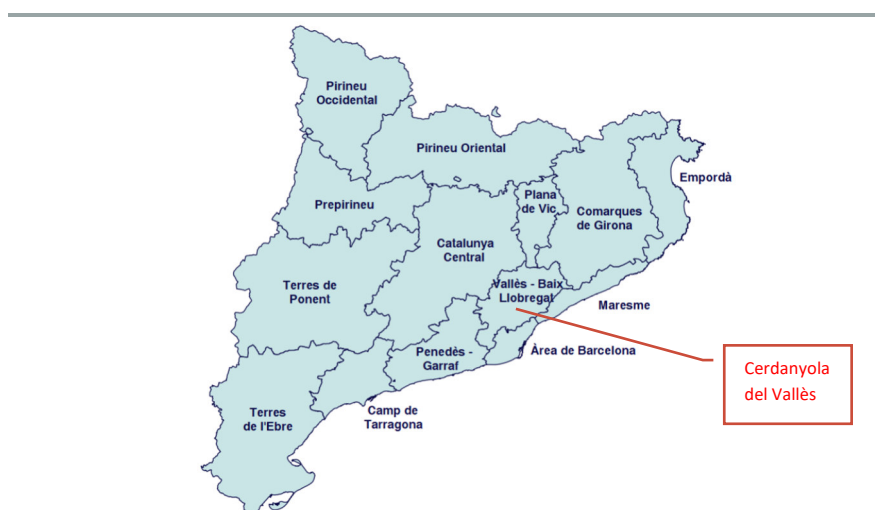 Pirineu
Occidental
Pirineu Oriental
Empordà
Plana
de Vic
Prepirineu
Comarques
de Girona
Catalunya
Central
Terres de
Ponent
Vallès - Baix
Llobregat
Maresme
Àrea de Barcelona
Penedès -
Garraf
Cerdanyola
del Vallès
Camp de
Tarragona
Terres
de l'Ebre